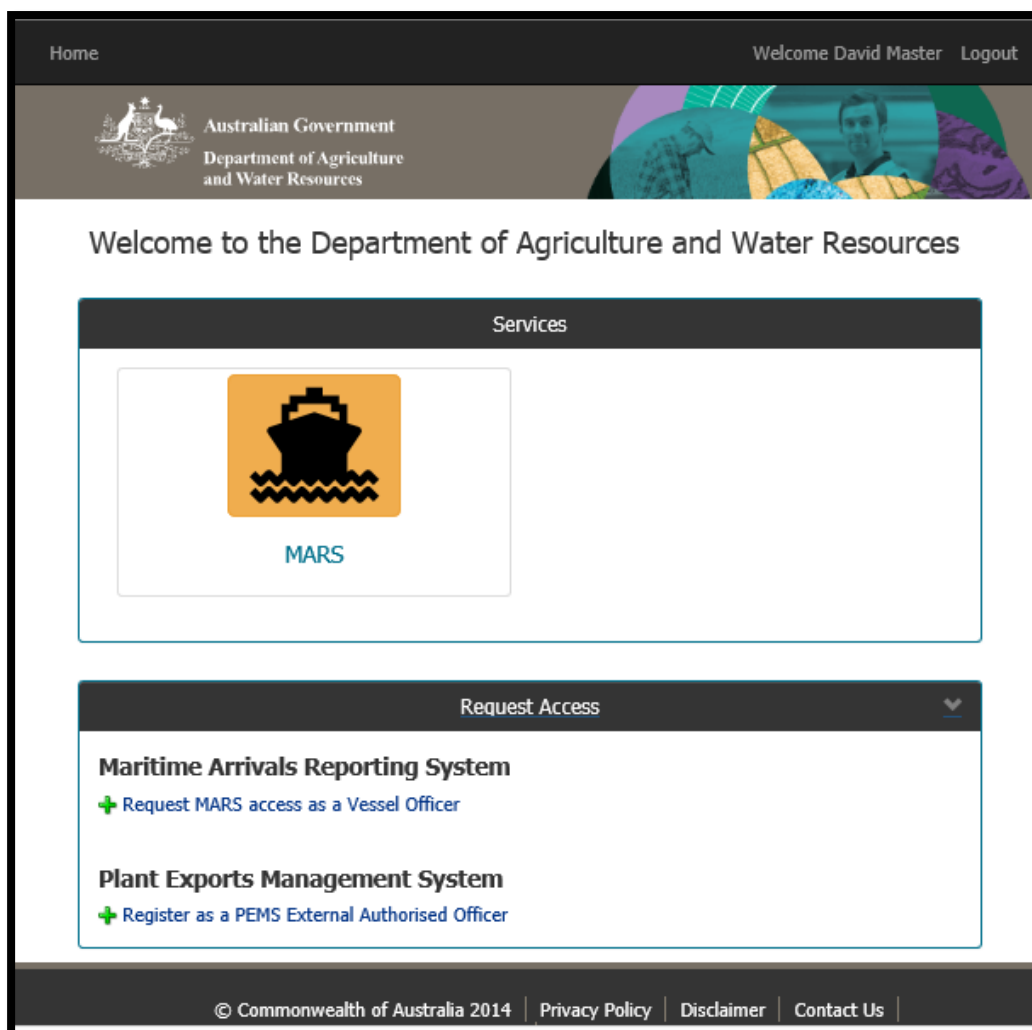 Home
Welcome David Master Logout
Australian Government
Department of Agriculture
and Water Resources
Welcome to the Department of Agriculture and Water Resources
Services
MARS
Request Access
Maritime Arrivals Reporting System
Request MARS access as a Vessel Officer
Plant Exports Management System
Register as a PEMS External Authorised Officer
© Commonwealth of Australia 2014 | Privacy Policy | Disclaimer | Contact Us |